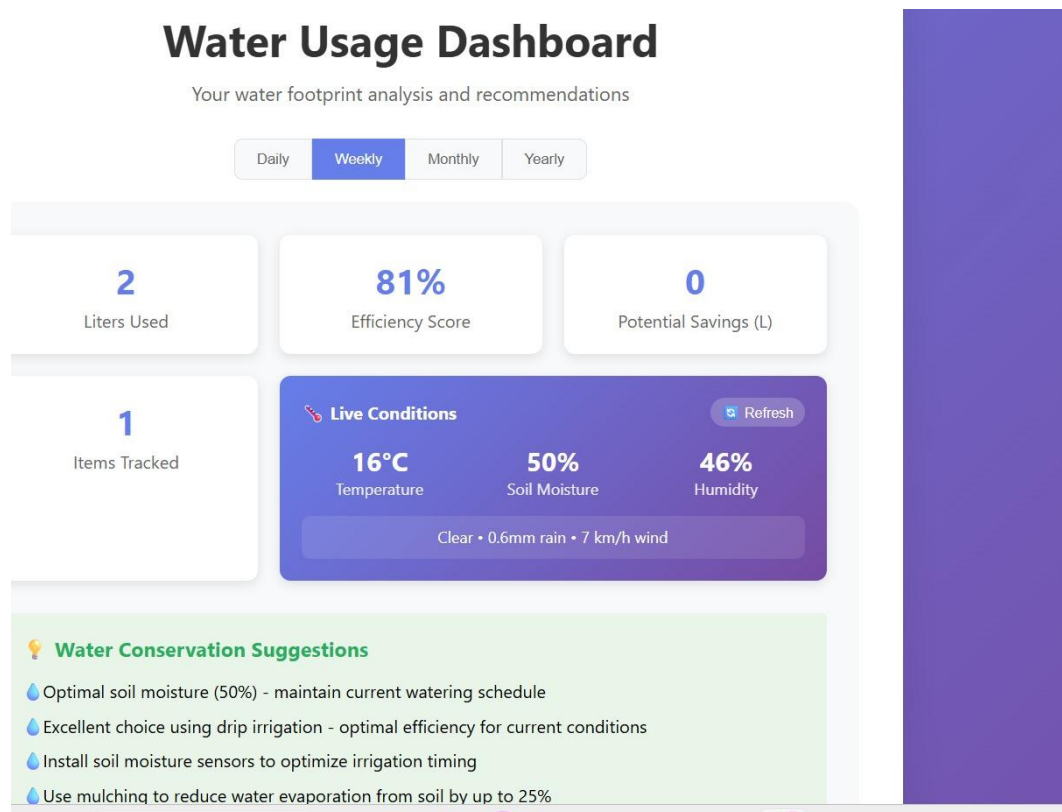 Water Usage Dashboard
Your water footprint analysis and recommendations
Daily Weekly Monthly Yearly
2
Liters Used
81%
Efficiency Score
0
Potential Savings (L)
1
Items Tracked
Live Conditions
Refresh
16°C
Temperature
50%
Soil Moisture
46%
Humidity
Clear • 0.6mm rain • 7 km/h wind
Water Conservation Suggestions
Optimal soil moisture (50%) - maintain current watering schedule
Excellent choice using drip irrigation - optimal efficiency for current conditions
Install soil moisture sensors to optimize irrigation timing
Use mulching to reduce water evaporation from soil by up to 25%